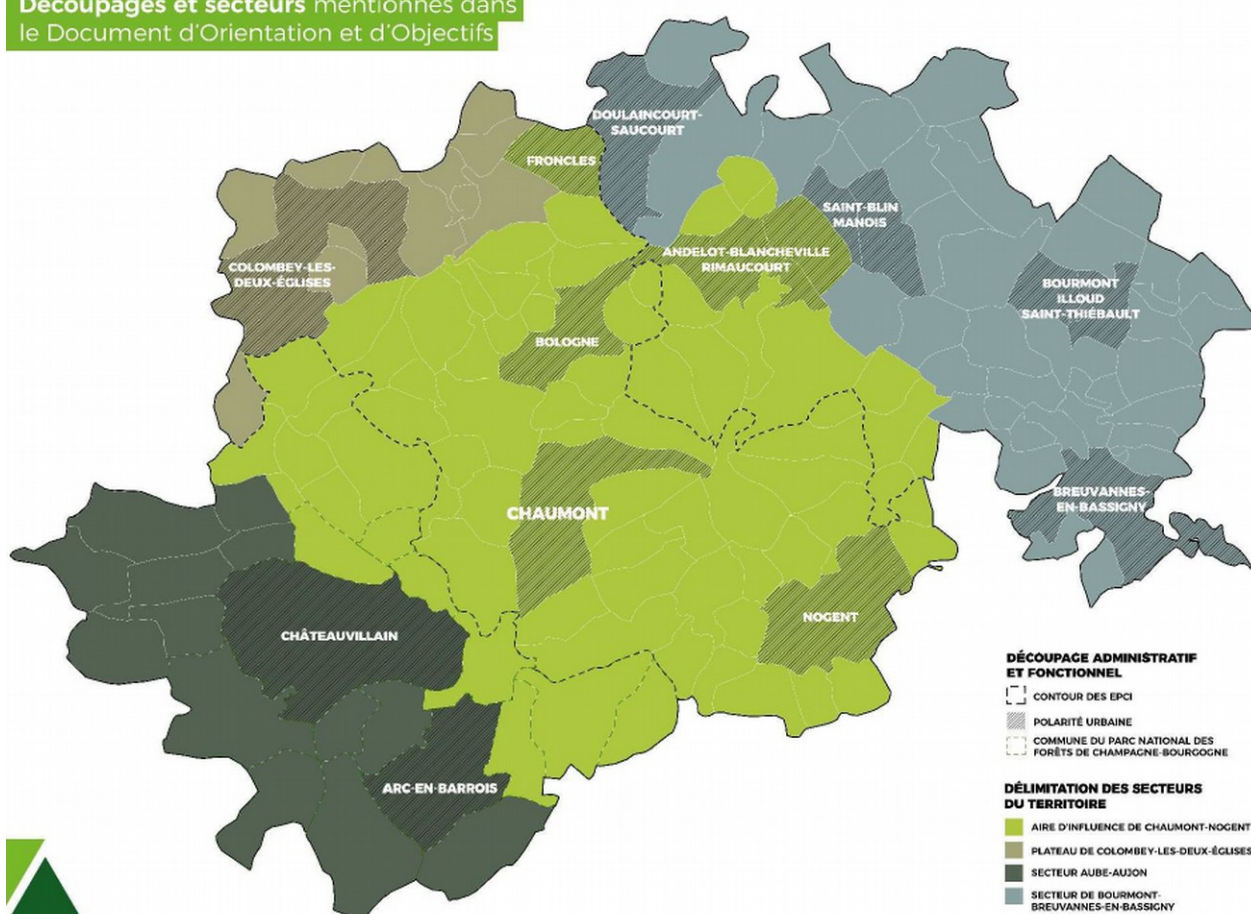 Découpages et secteurs mentionnés dans
le Document d'Orientation et d'Objectifs
DOULAINCOURT-
SAUCOURT
FRONCLES
SAINT-BLIN
MANOIS
ANDELOT-BLANCHEVILLE
RIMAUCOURT
COLOMBEY-LES-
DEUX-ÉGLISES
BOURMONT
ILLOUD
SAINT-THIÉBAULT
BOLOGNE
CHAUMONT
BREUVANNES-
EN-BASSIGNY
NOGENT
CHÂTEAUVILLAIN
ARC-EN-BARROIS
DÉCOUPAGE ADMINISTRATIF
ET FONCTIONNEL
CONTOUR DES EPCI
POLARITÉ URBAINE
COMMUNE DU PARC NATIONAL DES
FORÊTS DE CHAMPAGNE-BOURGOGNE
DÉLIMITATION DES SECTEURS
DU TERRITOIRE
AIRE D'INFLUENCE DE CHAUMONT-NOGENT
PLATEAU DE COLOMBEY-LES-DEUX-ÉGLISES
SECTEUR AUBE-AUJON
SECTEUR DE BOURMONT-
BREUVANNES-EN-BASSIGNY